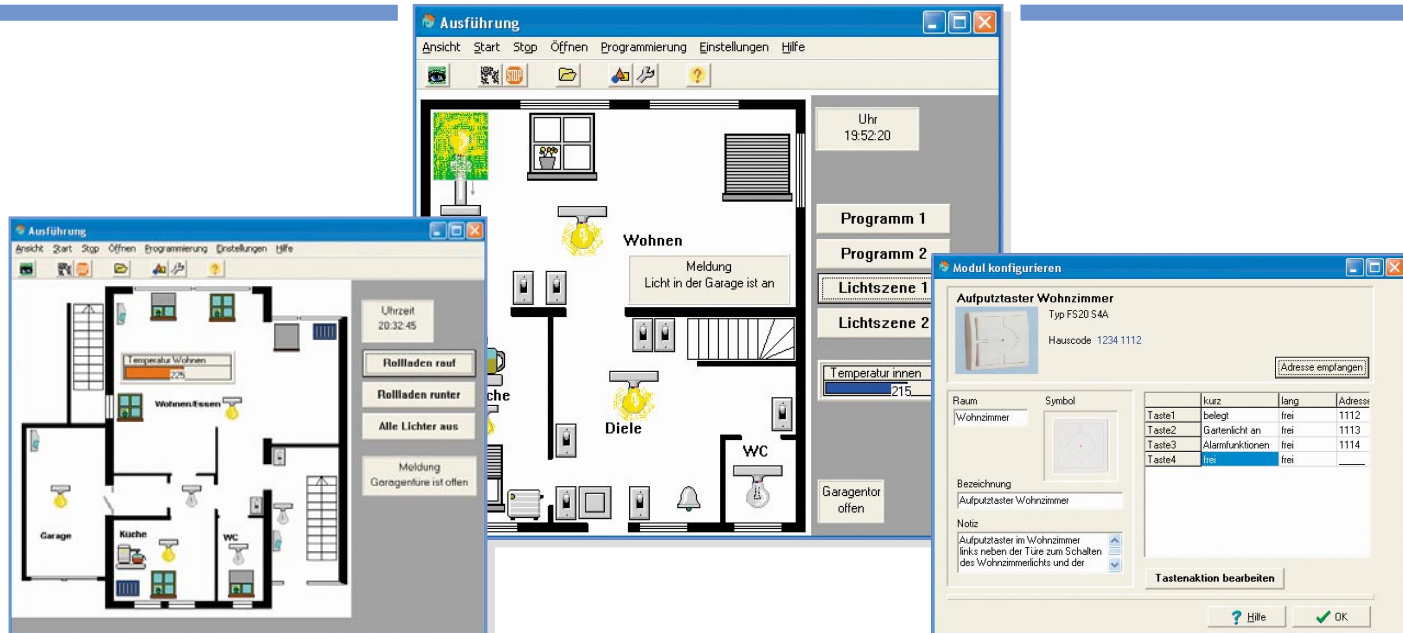 Ausführung
Ansicht Start Stop Öffnen Programmierung Einstellungen Hilfe
STOP
?
Uhr
19:52:20
Programm 1
Programm 2
Lichtszene 1
Lichtszene 2
Wohnen
Meldung
Licht in der Garage ist an
Temperatur innen
215
che
Diele
WC
Garagentor
offen
Ausführung
Ansicht Start Stop Öffnen Programmierung Einstellungen Hilfe
?
Uhrzeit
20:32:45
Temperatur Wohnen
225
Rollladen rauf
Rollladen runter
Alle Lichter aus
Wohnen/Essen
Meldung
Garagentüre ist offen
Garage
Küche
WC
Modul konfigurieren
Aufputztaster Wohnzimmer
Typ FS20 S4A
Hauscode 1234 1112
Adresse empfangen
Raum
Wohnzimmer
Symbol
kurz lang Adresse
Taste1 belegt frei 1112
Taste2 Gartenlicht an frei 1113
Taste3 Alarmfunktionen frei 1114
Taste4 frei frei ____
Bezeichnung
Aufputztaster Wohnzimmer
Notiz
Aufputztaster im Wohnzimmer
links neben der Türe zum Schalten
des Wohnzimmerlichts und der
Tastenaktion bearbeiten
? Hilfe
OK